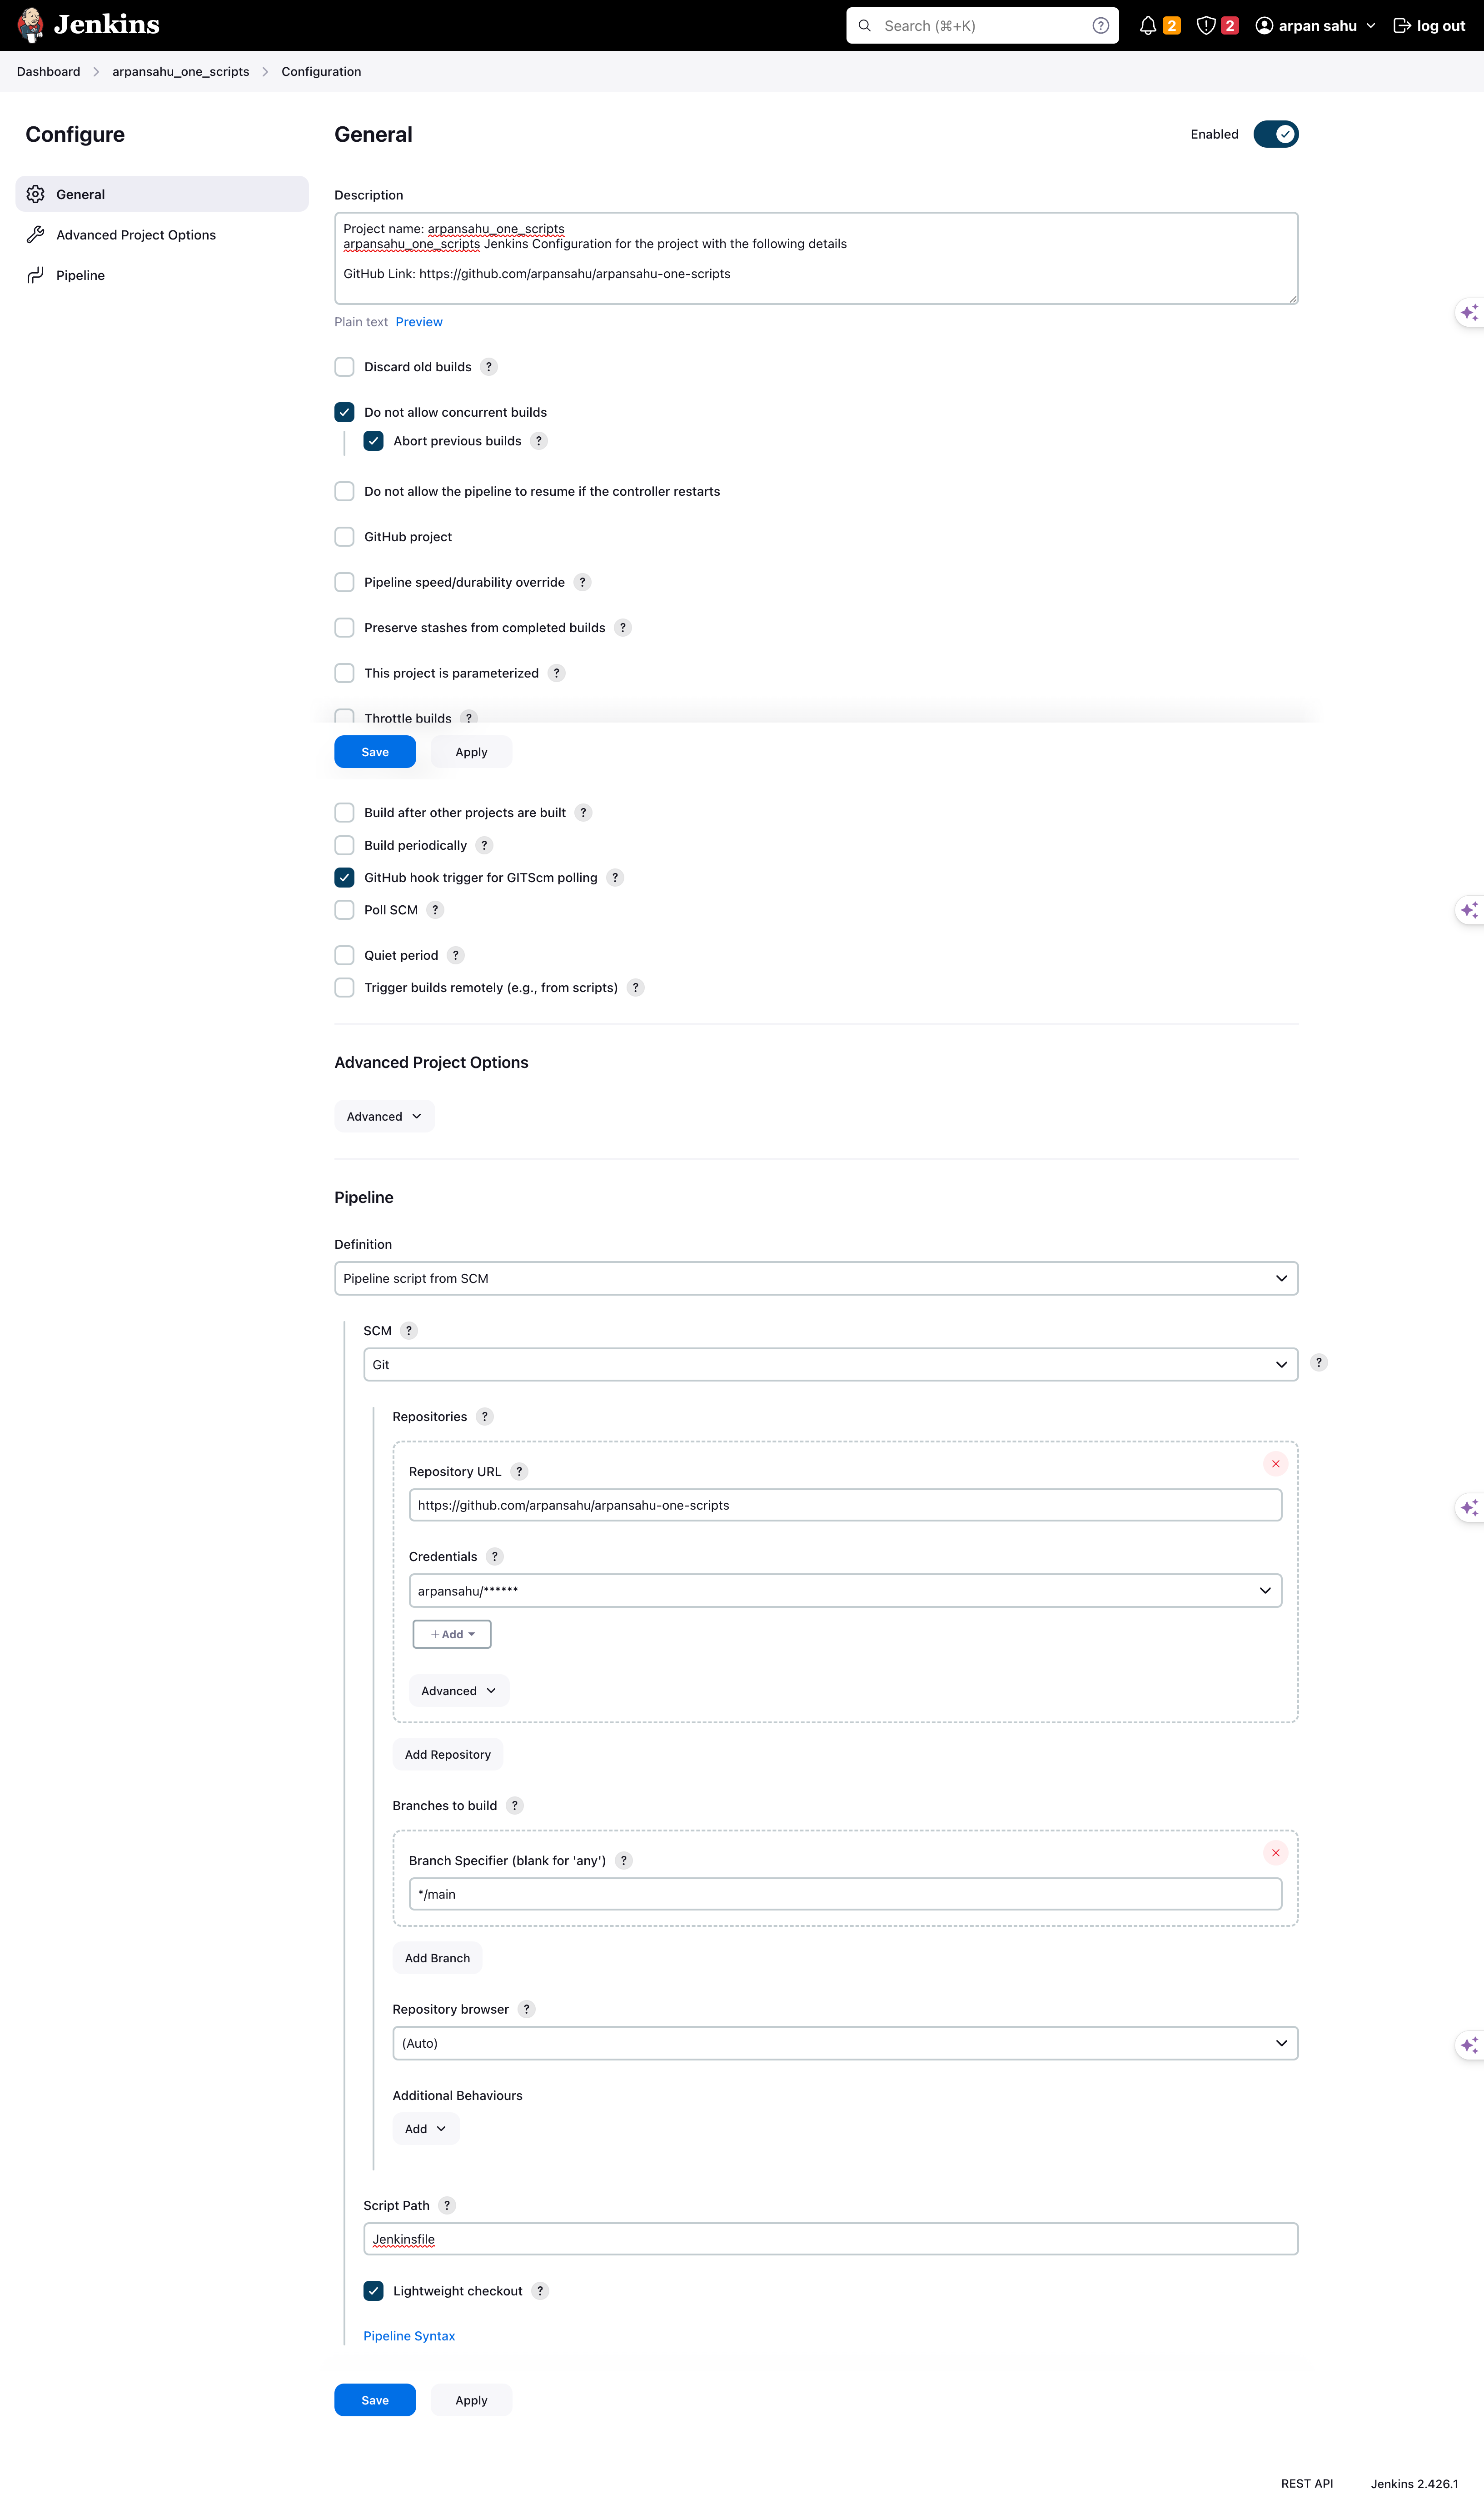 Jenkins
Search (⌘+K)
?
2
2
arpan sahu
log out
Dashboard
arpansahu_one_scripts
Configuration
Configure
General
Advanced Project Options
Pipeline
General
Enabled
Description
Project name: arpansahu_one_scripts
arpansahu_one_scripts Jenkins Configuration for the project with the following details
GitHub Link: https://github.com/arpansahu/arpansahu-one-scripts
Plain text Preview
Discard old builds ?
Do not allow concurrent builds
Abort previous builds ?
Do not allow the pipeline to resume if the controller restarts
GitHub project
Pipeline speed/durability override ?
Preserve stashes from completed builds ?
This project is parameterized ?
Throttle builds ?
Save
Apply
Build after other projects are built ?
Build periodically ?
GitHub hook trigger for GITScm polling ?
Poll SCM ?
Quiet period ?
Trigger builds remotely (e.g., from scripts) ?
Advanced Project Options
Advanced
Pipeline
Definition
Pipeline script from SCM
SCM ?
Git
?
Repositories ?
Repository URL ?
https://github.com/arpansahu/arpansahu-one-scripts
Credentials ?
arpansahu/******
+ Add
Advanced
Add Repository
Branches to build ?
Branch Specifier (blank for 'any') ?
*/main
Add Branch
Repository browser ?
(Auto)
Additional Behaviours
Add
Script Path ?
Jenkinsfile
Lightweight checkout ?
Pipeline Syntax
Save
Apply
REST API
Jenkins 2.426.1